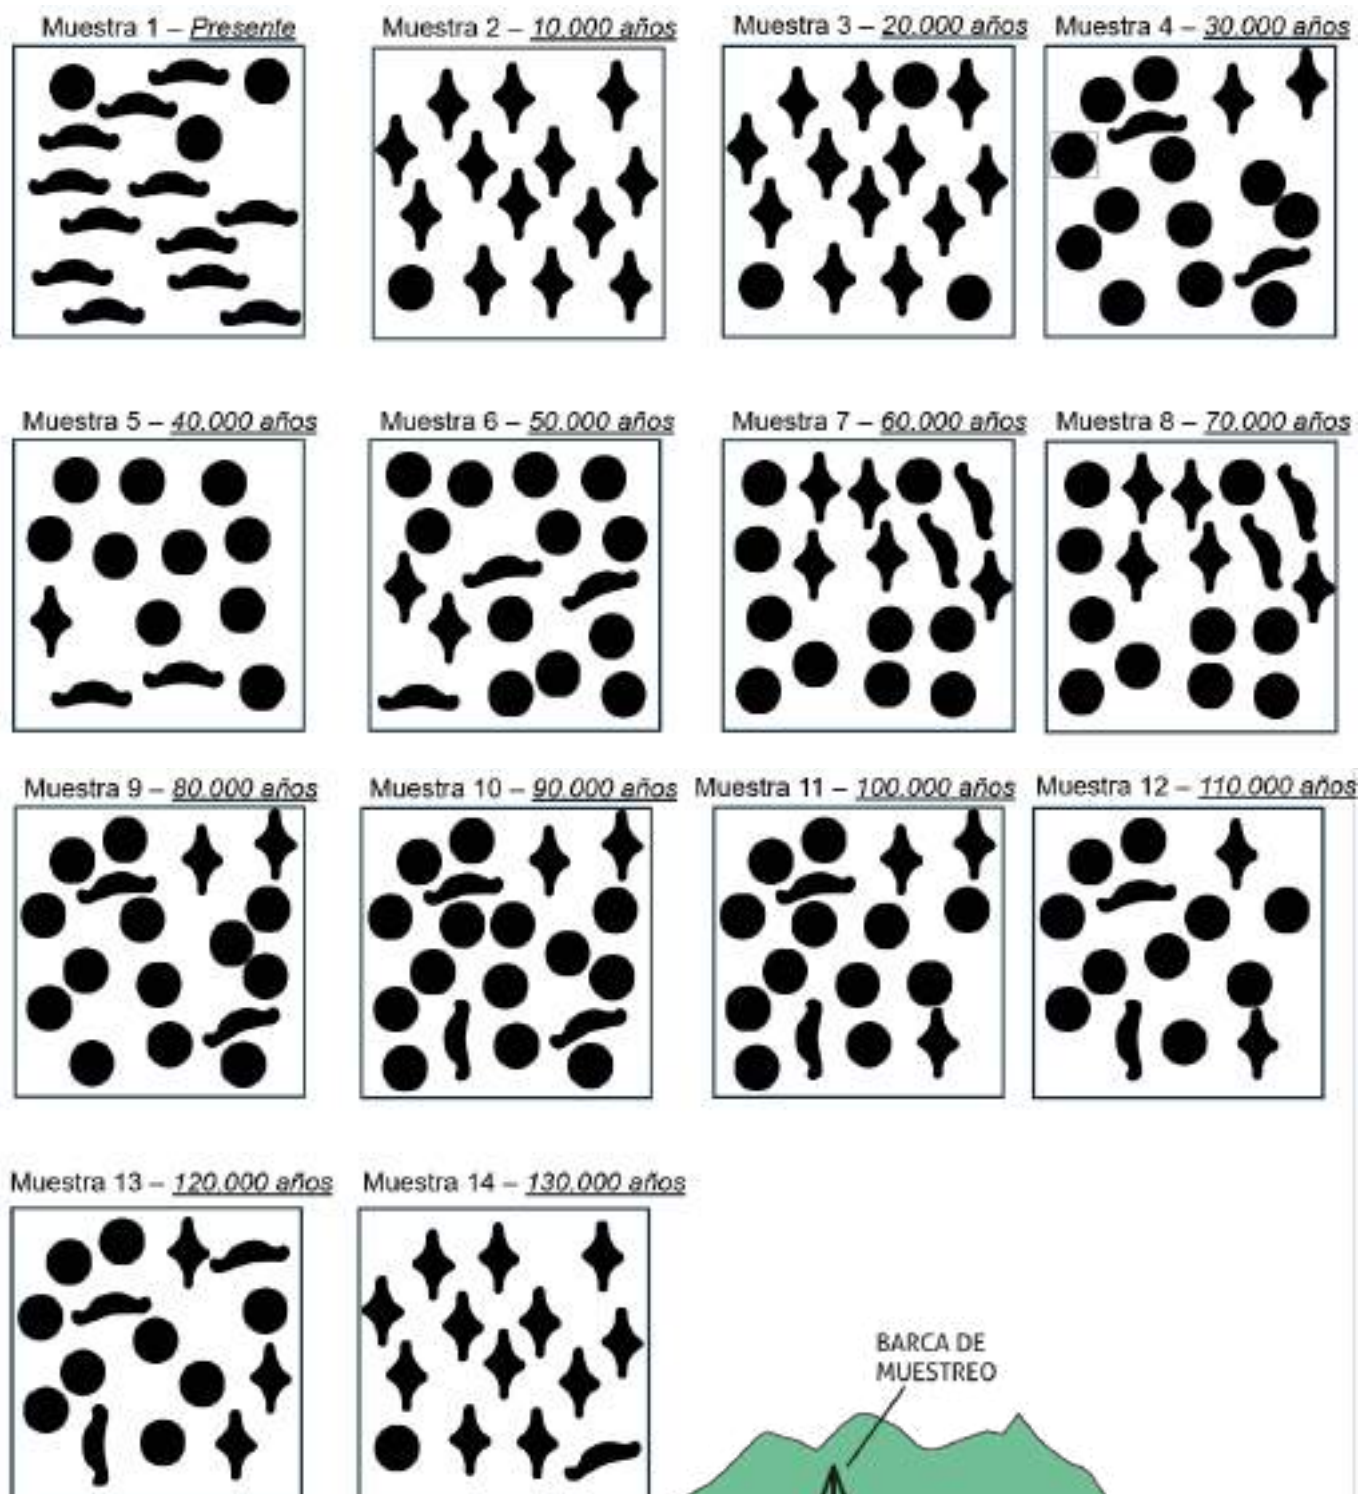 Muestra 1 – Presente
Muestra 2 – 10.000 años
Muestra 3 – 20.000 años
Muestra 4 – 30.000 años
Muestra 5 – 40.000 años
Muestra 6 – 50.000 años
Muestra 7 – 60.000 años
Muestra 8 – 70.000 años
Muestra 9 – 80.000 años
Muestra 10 – 90.000 años
Muestra 11 – 100.000 años
Muestra 12 – 110.000 años
Muestra 13 – 120.000 años
Muestra 14 – 130.000 años
BARCA DE
MUESTREO